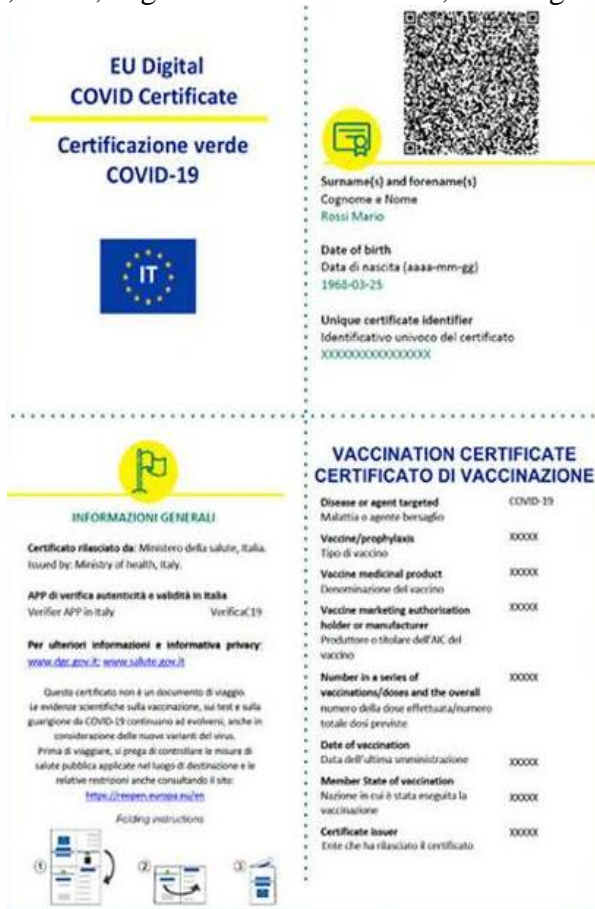 EU Digital
COVID Certificate
Certificazione verde
COVID-19
IT
Surname(s) and forename(s)
Cognome e Nome
Rossi Mario
Date of birth
Data di nascita (aaaa-mm-gg)
1968-03-25
Unique certificate identifier
Identificativo univoco del certificato
XXXXXXXXXXXXXXXX
INFORMAZIONI GENERALI
Certificato rilasciato da: Ministero della salute, Italia.
Issued by: Ministry of health, Italy.
APP di verifica autenticità e validità in Italia
Verifier APP in Italy VerificaC19
Per ulteriori informazioni e informativa privacy:
www.dgc.gov.it; www.salute.gov.it
Questo certificato non è un documento di viaggio.
Le evidenze scientifiche sulla vaccinazione, sui test e sulla
guarigione da COVID-19 continuano ad evolversi, anche in
considerazione delle nuove varianti del virus.
Prima di viaggiare, si prega di controllare le misure di
salute pubblica applicate nel luogo di destinazione e le
relative restrizioni anche consultando il sito:
https://reopen.europa.eu/en
Folding instructions
1
2
3
VACCINATION CERTIFICATE
CERTIFICATO DI VACCINAZIONE
Disease or agent targeted COVID-19
Malattia o agente bersaglio
Vaccine/prophylaxis XXXXX
Tipo di vaccino
Vaccine medicinal product XXXXX
Denominazione del vaccino
Vaccine marketing authorisation XXXXX
holder or manufacturer
Produttore o titolare dell'AIC del
vaccino
Number in a series of XXXXX
vaccinations/doses and the overall
numero della dose effettuata/numero
totale dosi previste
Date of vaccination
Data dell'ultima somministrazione XXXXX
Member State of vaccination
Nazione in cui è stata eseguita la XXXXX
vaccinazione
Certificate issuer XXXXX
Ente che ha rilasciato il certificato